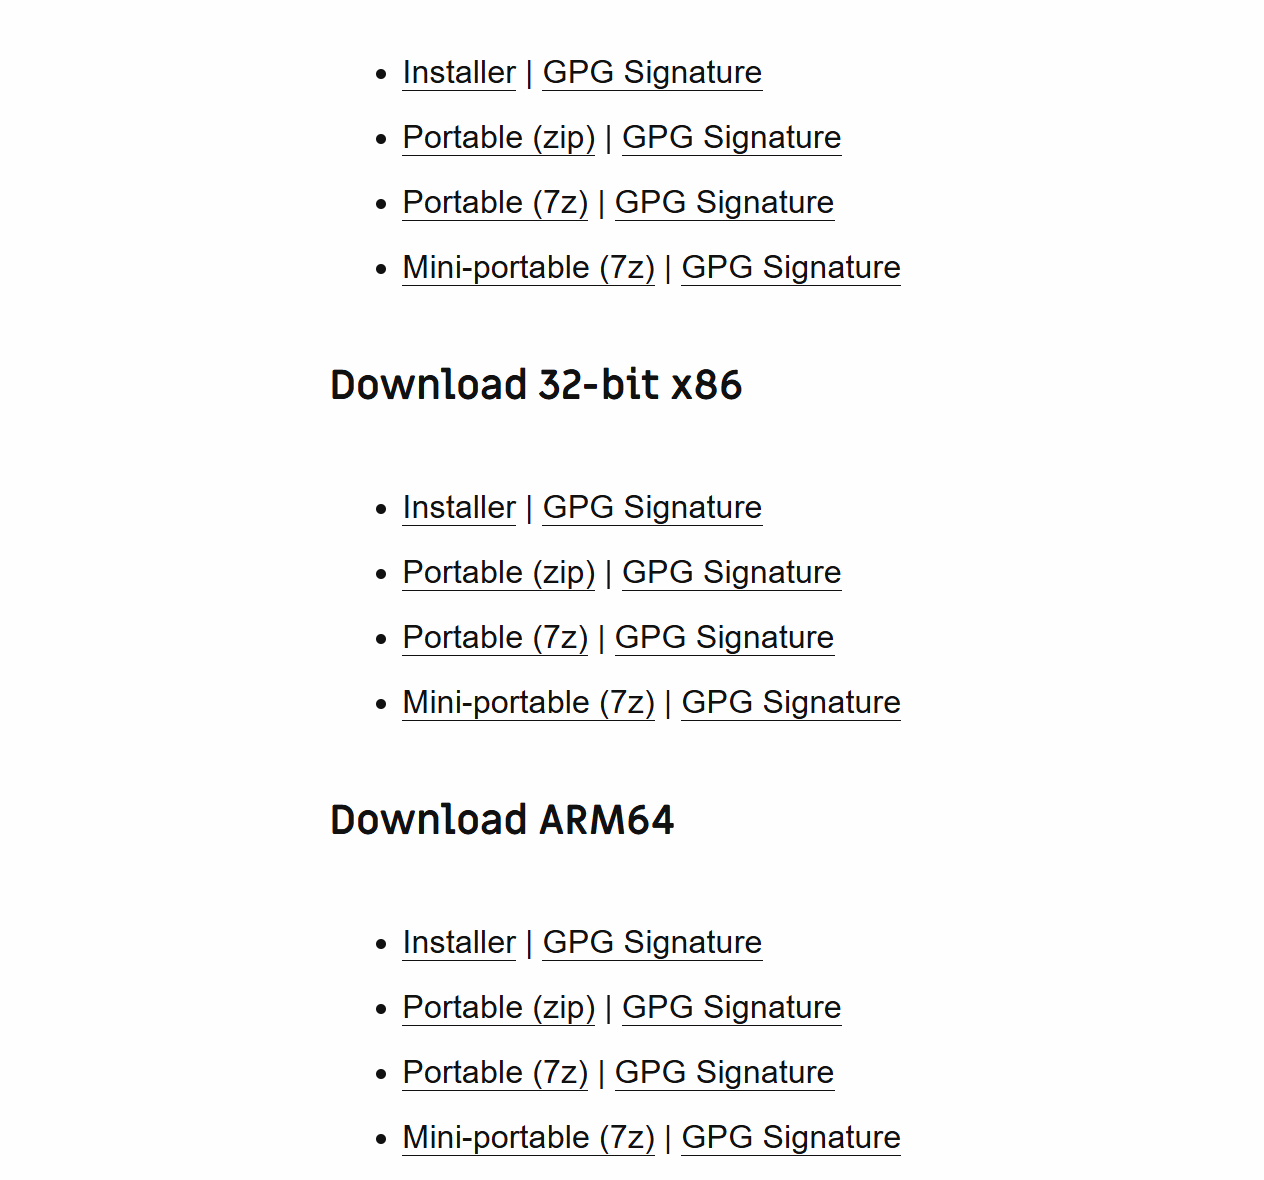 • Installer | GPG Signature
• Portable (zip) | GPG Signature
• Portable (7z) | GPG Signature
• Mini-portable (7z) | GPG Signature
Download 32-bit x86
• Installer | GPG Signature
• Portable (zip) | GPG Signature
• Portable (7z) | GPG Signature
• Mini-portable (7z) | GPG Signature
Download ARM64
• Installer | GPG Signature
• Portable (zip) | GPG Signature
• Portable (7z) | GPG Signature
• Mini-portable (7z) | GPG Signature